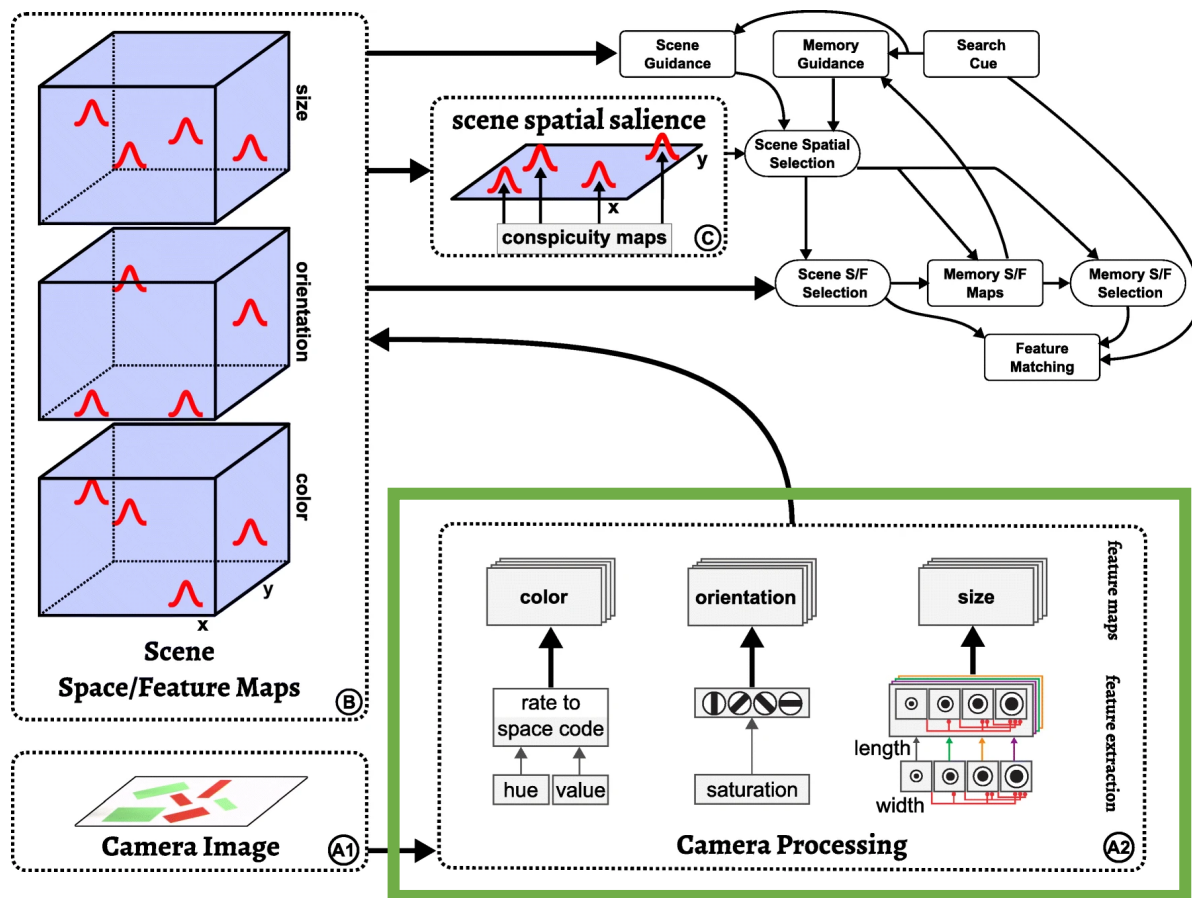 size
orientation
color
x
y
Scene
Space/Feature Maps
B
Camera Image
A1
scene spatial salience
y
x
conspicuity maps
C
Scene
Guidance
Memory
Guidance
Search
Cue
Scene Spatial
Selection
Scene S/F
Selection
Memory S/F
Maps
Memory S/F
Selection
Feature
Matching
color
orientation
size
feature maps
rate to
space code
hue
value
saturation
length
width
feature extraction
Camera Processing
A2